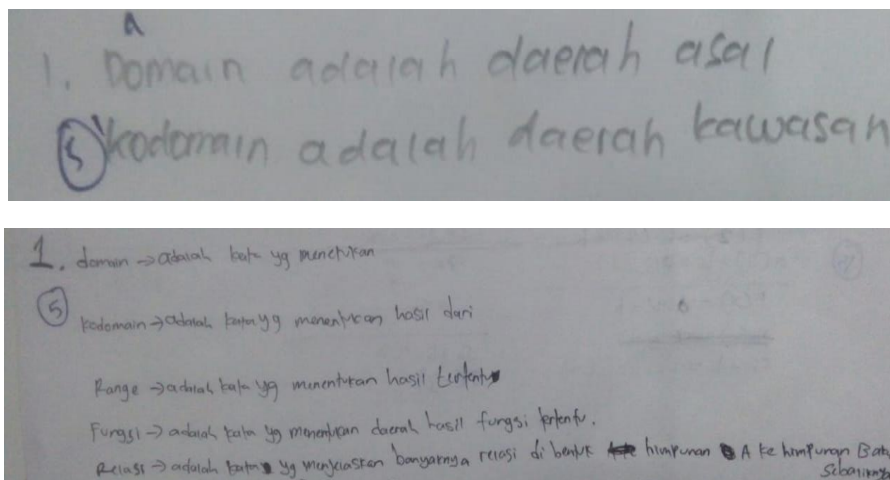 a
1. Domain adalah daerah asal
5 kodomain adalah daerah kawasan
1. domain → adalah kata yg menetukan
5
kodomain → adalah kata yg menentukan hasil dari
Range → adalah kata yg menentukan hasil tertentu
Fungsi → adalah kata yg menentukan daerah hasil fungsi tertentu.
Relasi → adalah kata yg menjelaskan banyaknya relasi di bentuk himpunan A ke himpunan B atau
Sebaliknya